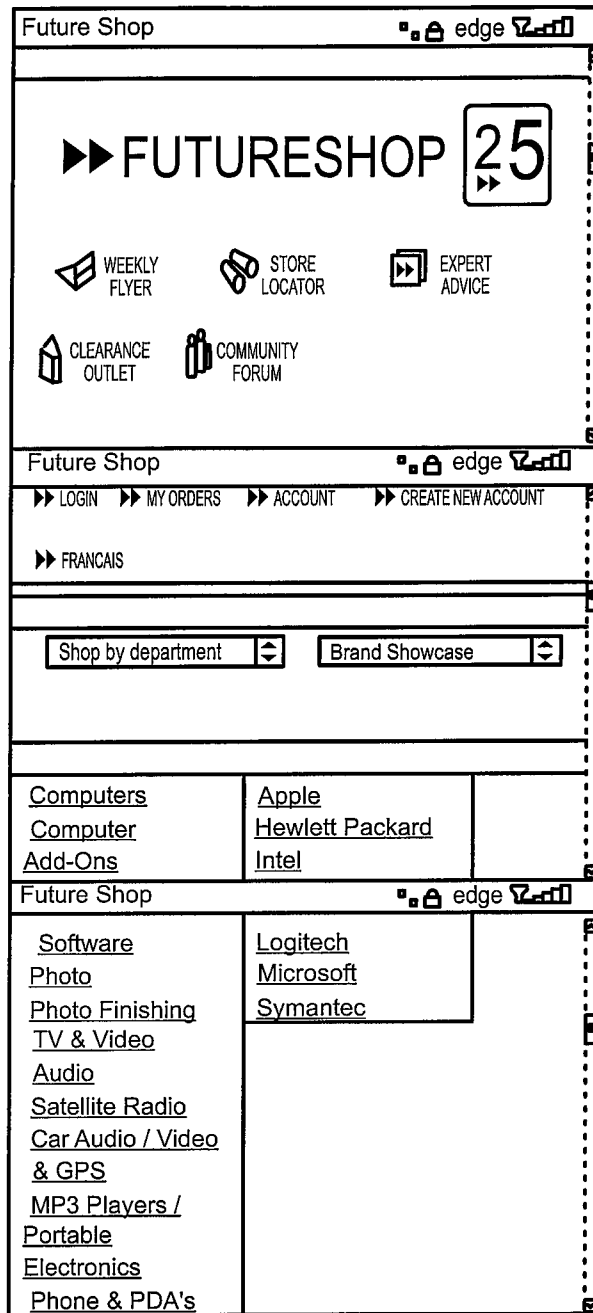 Future Shop edge
FUTURESHOP 25
WEEKLY FLYER
STORE LOCATOR
EXPERT ADVICE
CLEARANCE OUTLET
COMMUNITY FORUM
Future Shop edge
LOGIN MY ORDERS ACCOUNT CREATE NEW ACCOUNT
FRANCAIS
Shop by department Brand Showcase
Computers Apple
Computer Hewlett Packard
Add-Ons Intel
Future Shop edge
Software Logitech
Photo Microsoft
Photo Finishing Symantec
TV & Video
Audio
Satellite Radio
Car Audio / Video
& GPS
MP3 Players /
Portable
Electronics
Phone & PDA's